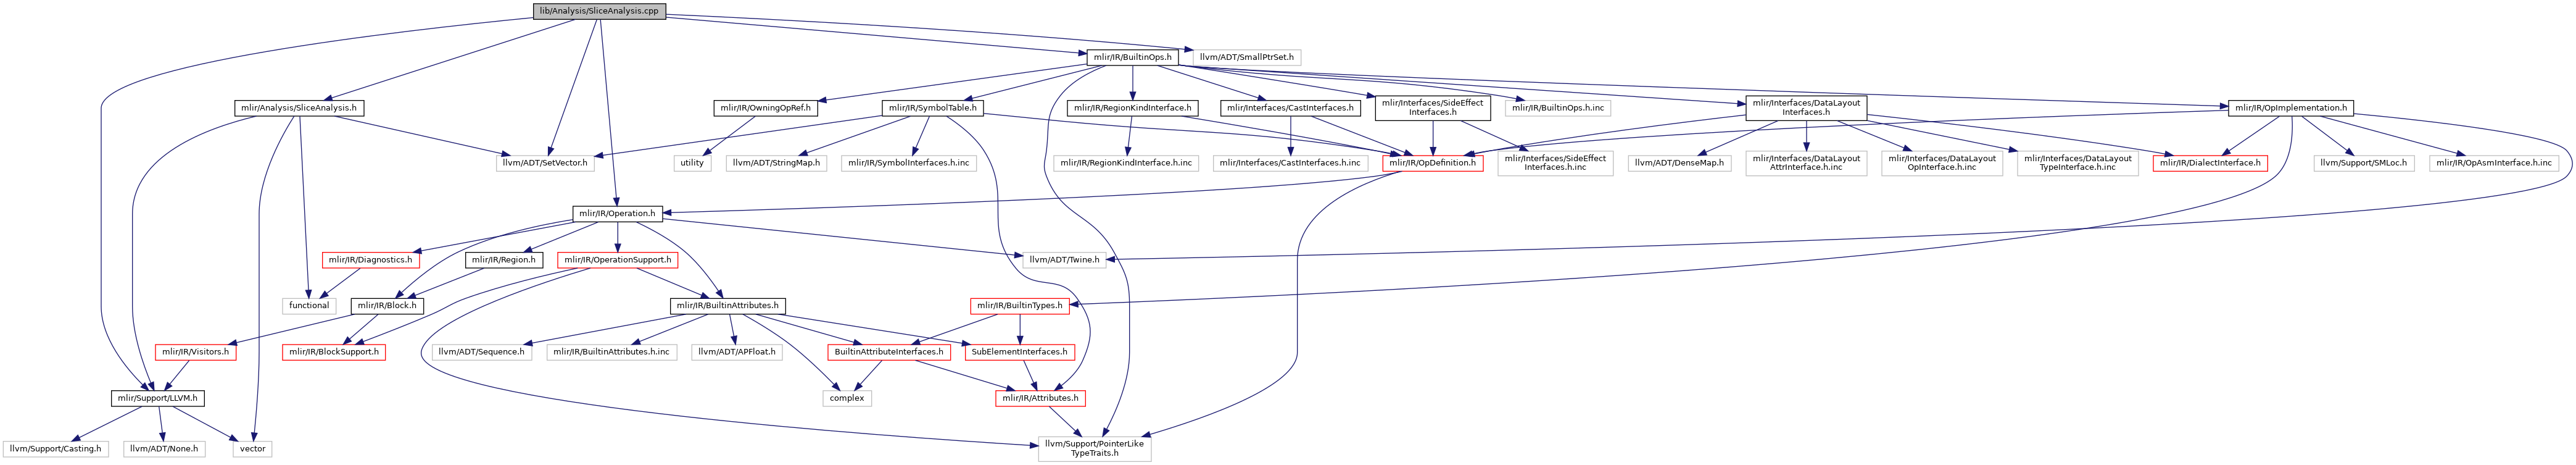 lib/Analysis/SliceAnalysis.cpp
mlir/IR/BuiltinOps.h
llvm/ADT/SmallPtrSet.h
mlir/Analysis/SliceAnalysis.h
mlir/IR/OwningOpRef.h
mlir/IR/SymbolTable.h
mlir/IR/RegionKindInterface.h
mlir/Interfaces/CastInterfaces.h
mlir/Interfaces/SideEffect
Interfaces.h
mlir/IR/BuiltinOps.h.inc
mlir/Interfaces/DataLayout
Interfaces.h
mlir/IR/OpImplementation.h
llvm/ADT/SetVector.h
utility
llvm/ADT/StringMap.h
mlir/IR/SymbolInterfaces.h.inc
mlir/IR/RegionKindInterface.h.inc
mlir/Interfaces/CastInterfaces.h.inc
mlir/IR/OpDefinition.h
mlir/Interfaces/SideEffect
Interfaces.h.inc
llvm/ADT/DenseMap.h
mlir/Interfaces/DataLayout
AttrInterface.h.inc
mlir/Interfaces/DataLayout
OpInterface.h.inc
mlir/Interfaces/DataLayout
TypeInterface.h.inc
mlir/IR/DialectInterface.h
llvm/Support/SMLoc.h
mlir/IR/OpAsmInterface.h.inc
mlir/IR/Operation.h
mlir/IR/Diagnostics.h
mlir/IR/Region.h
mlir/IR/OperationSupport.h
llvm/ADT/Twine.h
functional
mlir/IR/Block.h
mlir/IR/BuiltinAttributes.h
mlir/IR/BuiltinTypes.h
mlir/IR/Visitors.h
mlir/IR/BlockSupport.h
llvm/ADT/Sequence.h
mlir/IR/BuiltinAttributes.h.inc
llvm/ADT/APFloat.h
BuiltinAttributeInterfaces.h
SubElementInterfaces.h
mlir/Support/LLVM.h
complex
mlir/IR/Attributes.h
llvm/Support/Casting.h
llvm/ADT/None.h
vector
llvm/Support/PointerLike
TypeTraits.h